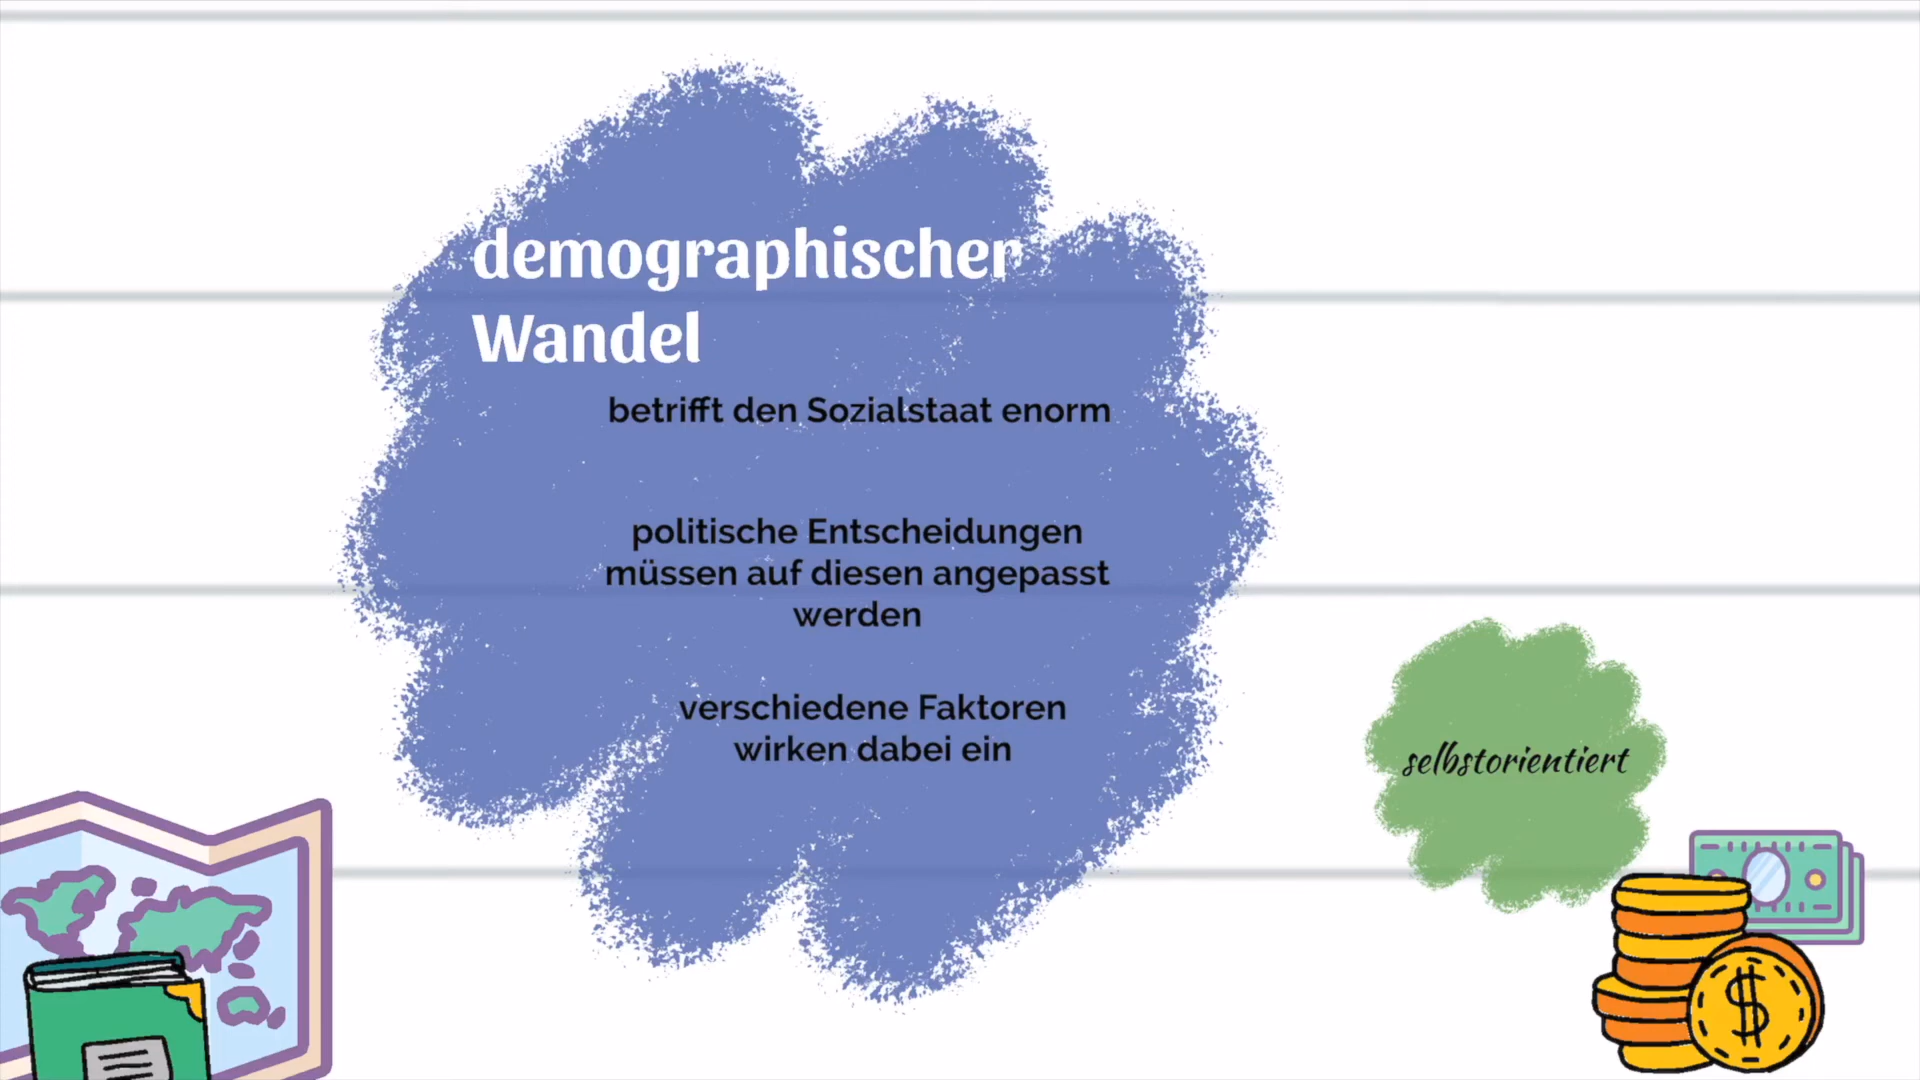 demographischer
Wandel
betrifft den Sozialstaat enorm
politische Entscheidungen
müssen auf diesen angepasst
werden
verschiedene Faktoren
wirken dabei ein
selbstorientiert
$